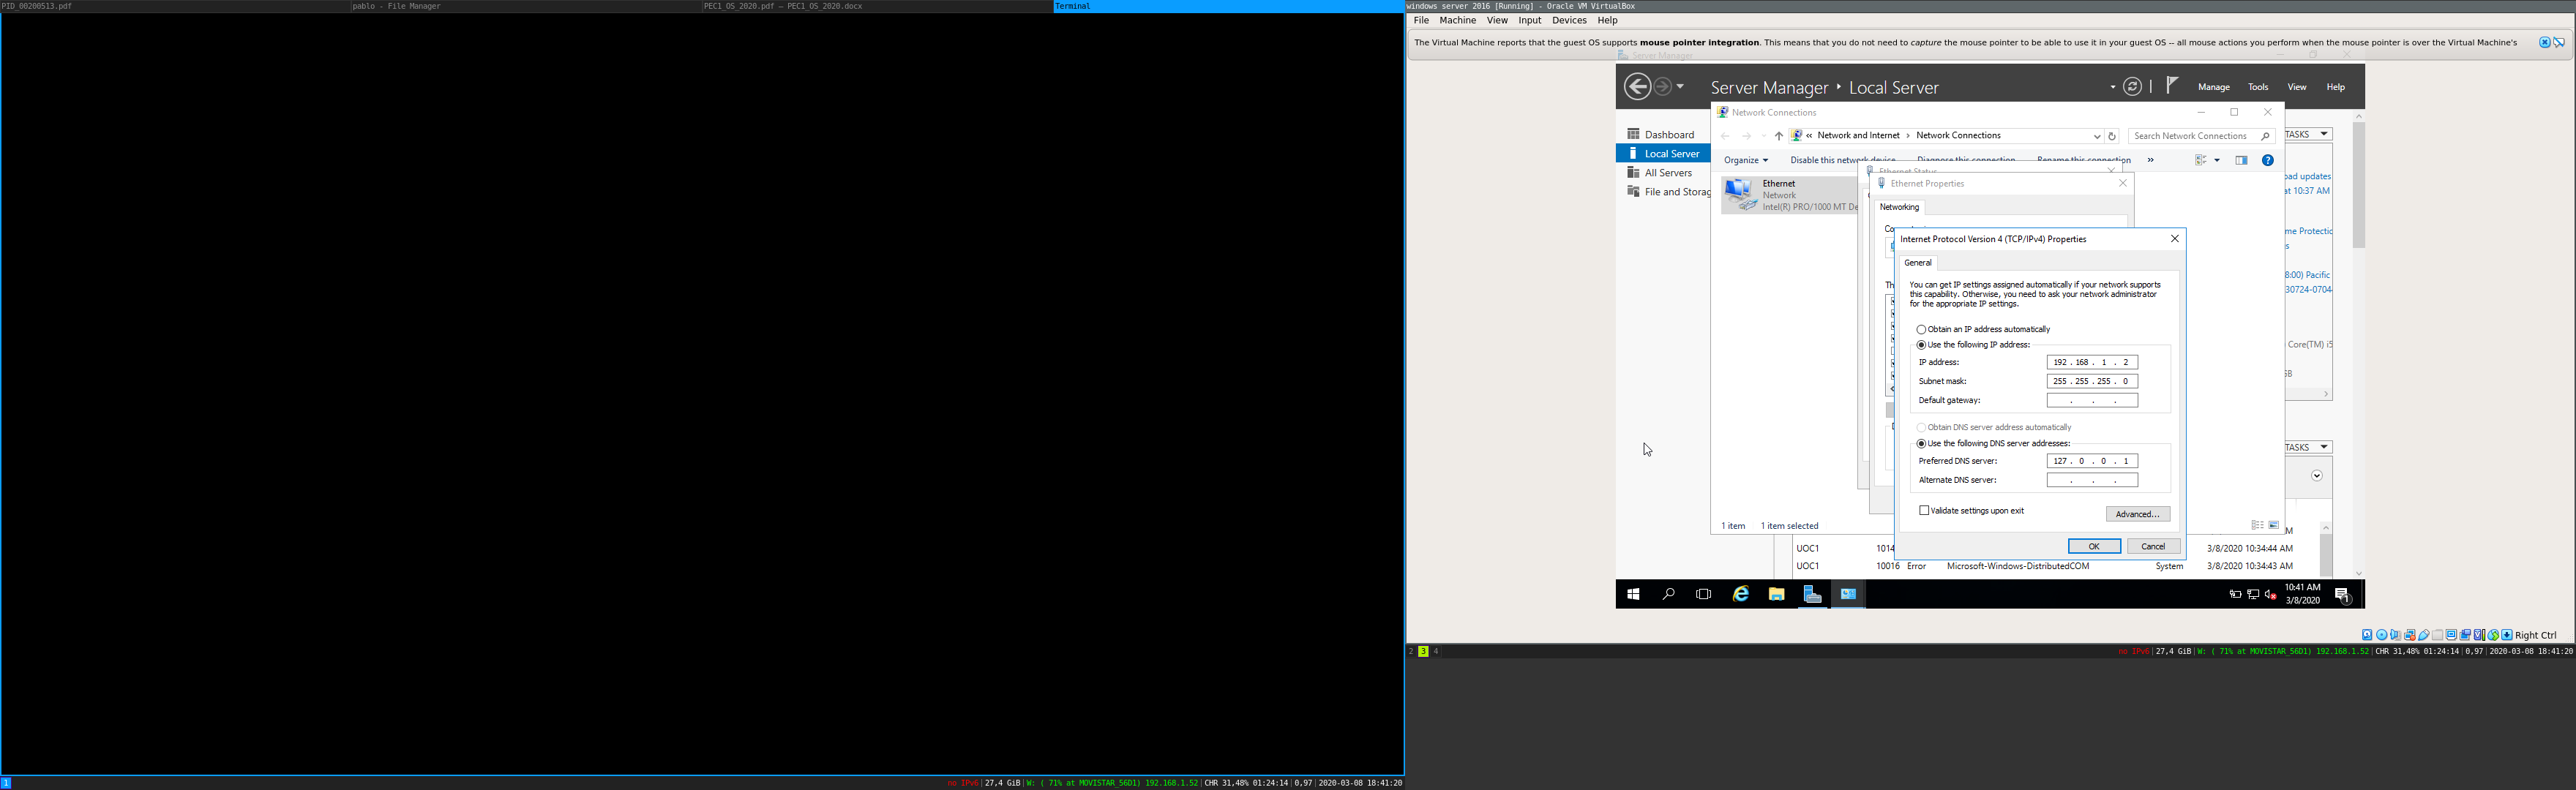 PID_00200513.pdf
pablo - File Manager
PEC1_OS_2020.pdf — PEC1_OS_2020.docx
Terminal
windows server 2016 [Running] - Oracle VM VirtualBox
File Machine View Input Devices Help
The Virtual Machine reports that the guest OS supports mouse pointer integration. This means that you do not need to capture the mouse pointer to be able to use it in your guest OS -- all mouse actions you perform when the mouse pointer is over the Virtual Machine's
Server Manager
Server Manager ‣ Local Server
Manage Tools View Help
Network Connections
Dashboard
Local Server
All Servers
File and Storag
« Network and Internet › Network Connections
Search Network Connections
TASKS
Organize
Disable this network device
Diagnose this connection
Rename this connection
»
Ethernet
Network
Intel(R) PRO/1000 MT De
Ethernet Status
Ethernet Properties
Networking
oad updates
at 10:37 AM
me Protectic
s
8:00) Pacific
30724-0704
Core(TM) i5
GB
TASKS
Internet Protocol Version 4 (TCP/IPv4) Properties
General
You can get IP settings assigned automatically if your network supports
this capability. Otherwise, you need to ask your network administrator
for the appropriate IP settings.
Obtain an IP address automatically
Use the following IP address:
IP address: 192 . 168 . 1 . 2
Subnet mask: 255 . 255 . 255 . 0
Default gateway: . . .
Obtain DNS server address automatically
Use the following DNS server addresses:
Preferred DNS server: 127 . 0 . 0 . 1
Alternate DNS server: . . .
Validate settings upon exit
Advanced...
OK
Cancel
1 item 1 item selected
UOC1 1014 3/8/2020 10:34:44 AM
UOC1 10016 Error Microsoft-Windows-DistributedCOM System 3/8/2020 10:34:43 AM
10:41 AM
3/8/2020
1
Right Ctrl
2 3 4
no IPv6 | 27,4 GiB | W: ( 71% at MOVISTAR_56D1) 192.168.1.52 | CHR 31,48% 01:24:14 | 0,97 | 2020-03-08 18:41:20
1
no IPv6 | 27,4 GiB | W: ( 71% at MOVISTAR_56D1) 192.168.1.52 | CHR 31,48% 01:24:14 | 0,97 | 2020-03-08 18:41:20